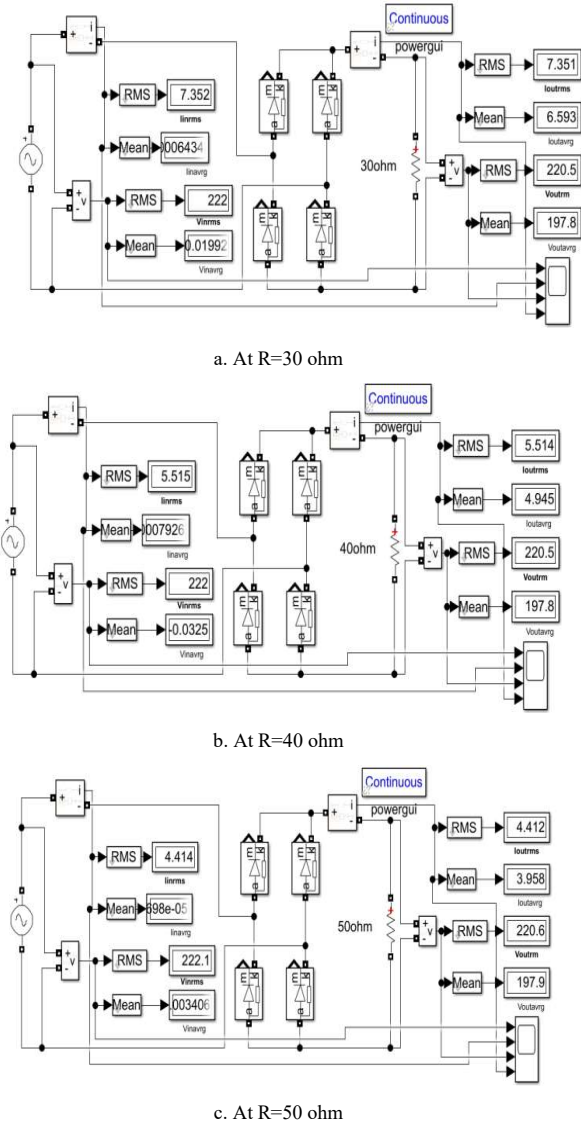 Continuous
powergui
RMS
7.352
Iinrms
Mean
006434
Iinavrg
RMS
222
Vinrms
Mean
0.01992
Vinavrg
+
i
-
+
v
-
m
k
a
m
k
a
m
k
a
m
k
a
+
i
-
30ohm
+
v
-
RMS
7.351
Ioutrms
Mean
6.593
Ioutavrg
RMS
220.5
Voutrms
Mean
197.8
Voutavrg
a. At R=30 ohm
Continuous
powergui
RMS
5.515
Iinrms
Mean
007926
Iinavrg
RMS
222
Vinrms
Mean
-0.0325
Vinavrg
+
i
-
+
v
-
m
k
a
m
k
a
m
k
a
m
k
a
+
i
-
40ohm
+
v
-
RMS
5.514
Ioutrms
Mean
4.945
Ioutavrg
RMS
220.5
Voutrm
Mean
197.8
Voutavrg
b. At R=40 ohm
Continuous
powergui
RMS
4.414
Iinrms
Mean
698e-05
Iinavrg
RMS
222.1
Vinrms
Mean
003406
Vinavrg
+
i
-
+
v
-
m
k
a
m
k
a
m
k
a
m
k
a
+
i
-
50ohm
+
v
-
RMS
4.412
Ioutrms
Mean
3.958
Ioutavrg
RMS
220.6
Voutrm
Mean
197.9
Voutavrg
c. At R=50 ohm